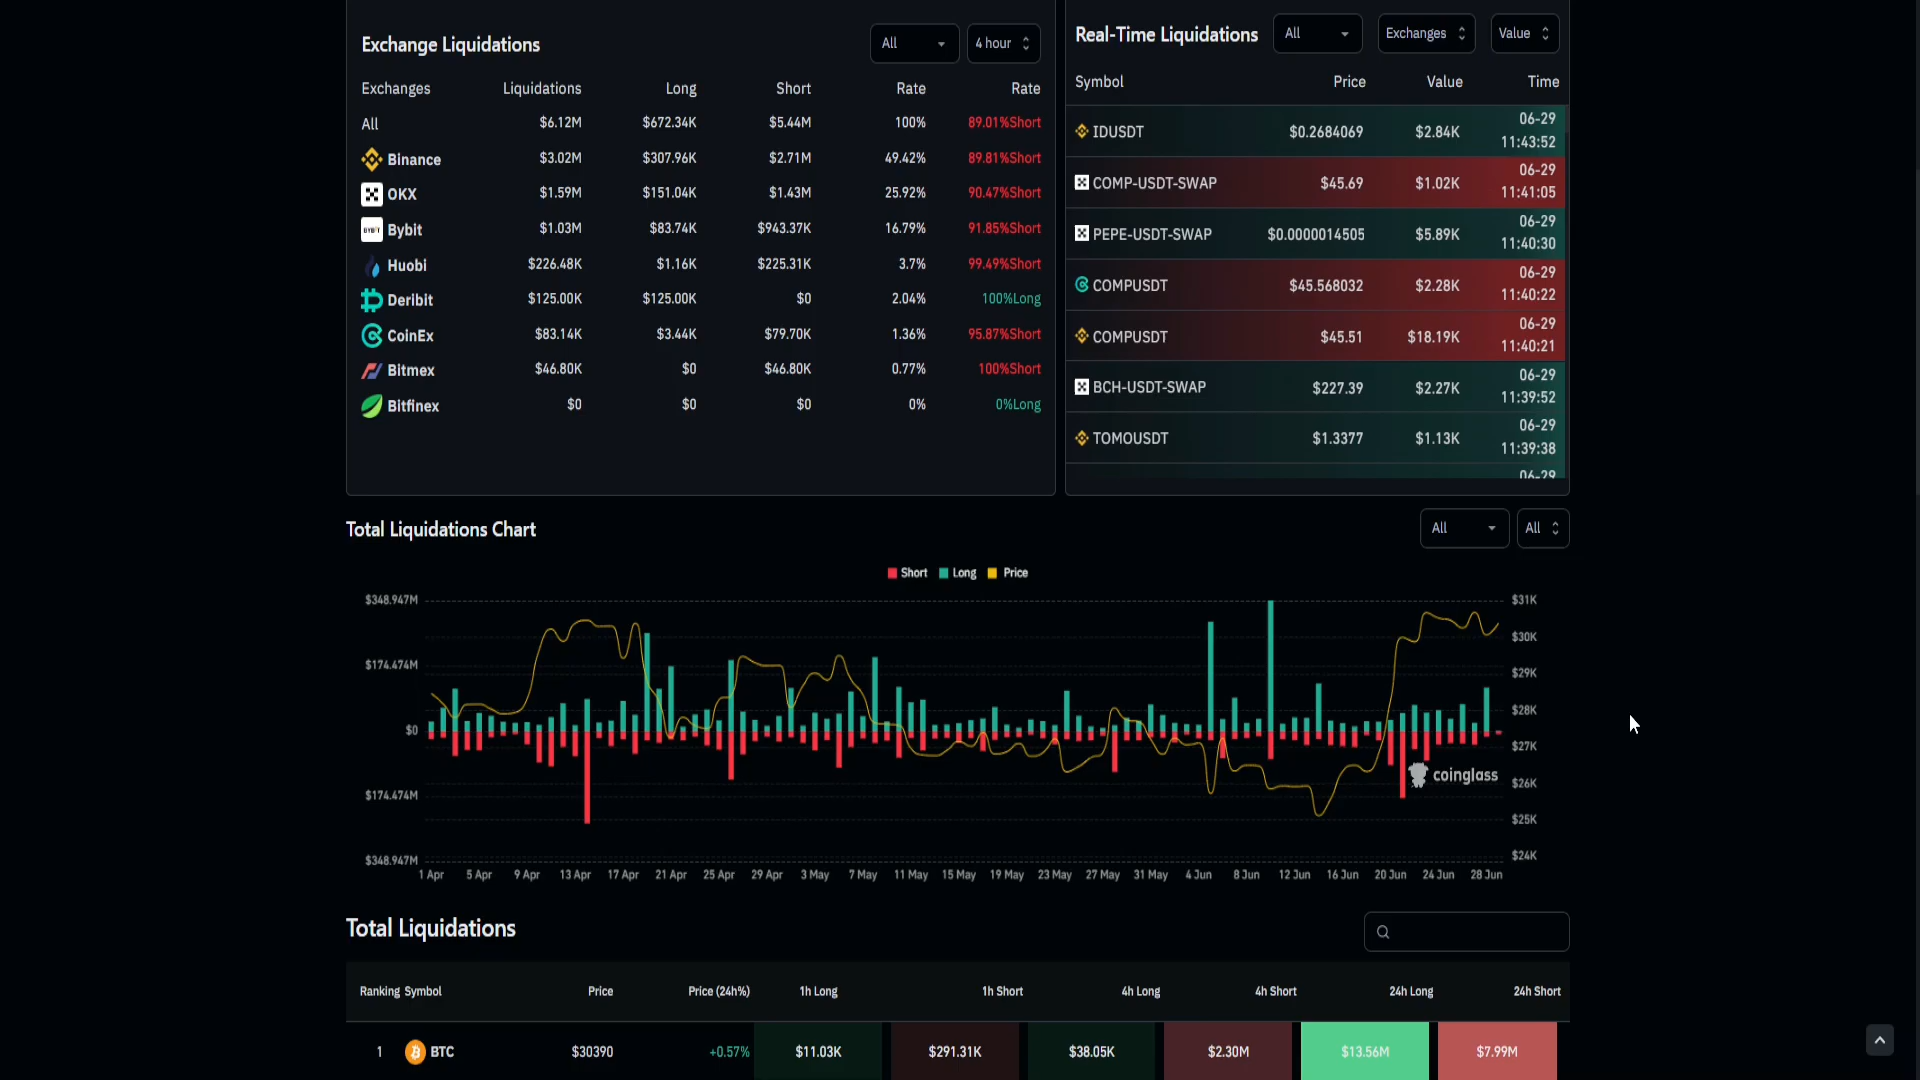 Exchange Liquidations
All
4 hour
Exchanges Liquidations Long Short Rate Rate
All $6.12M $672.34K $5.44M 100% 89.01%Short
Binance $3.02M $307.96K $2.71M 49.42% 89.81%Short
OKX $1.59M $151.04K $1.43M 25.92% 90.47%Short
BYBIT Bybit $1.03M $83.74K $943.37K 16.79% 91.85%Short
Huobi $226.48K $1.16K $225.31K 3.7% 99.49%Short
Deribit $125.00K $125.00K $0 2.04% 100%Long
CoinEx $83.14K $3.44K $79.70K 1.36% 95.87%Short
Bitmex $46.80K $0 $46.80K 0.77% 100%Short
Bitfinex $0 $0 $0 0% 0%Long
Real-Time Liquidations
All
Exchanges
Value
Symbol Price Value Time
IDUSDT $0.2684069 $2.84K 06-29
11:43:52
COMP-USDT-SWAP $45.69 $1.02K 06-29
11:41:05
PEPE-USDT-SWAP $0.0000014505 $5.89K 06-29
11:40:30
COMPUSDT $45.568032 $2.28K 06-29
11:40:22
COMPUSDT $45.51 $18.19K 06-29
11:40:21
BCH-USDT-SWAP $227.39 $2.27K 06-29
11:39:52
TOMOUSDT $1.3377 $1.13K 06-29
11:39:38
06-29
Total Liquidations Chart
All
All
Short Long Price
$348.947M
$174.474M
$0
$174.474M
$348.947M
$31K
$30K
$29K
$28K
$27K
$26K
$25K
$24K
coinglass
1 Apr 5 Apr 9 Apr 13 Apr 17 Apr 21 Apr 25 Apr 29 Apr 3 May 7 May 11 May 15 May 19 May 23 May 27 May 31 May 4 Jun 8 Jun 12 Jun 16 Jun 20 Jun 24 Jun 28 Jun
Total Liquidations
Ranking Symbol Price Price (24h%) 1h Long 1h Short 4h Long 4h Short 24h Long 24h Short
1 BTC $30390 +0.57% $11.03K $291.31K $38.05K $2.30M $13.56M $7.99M